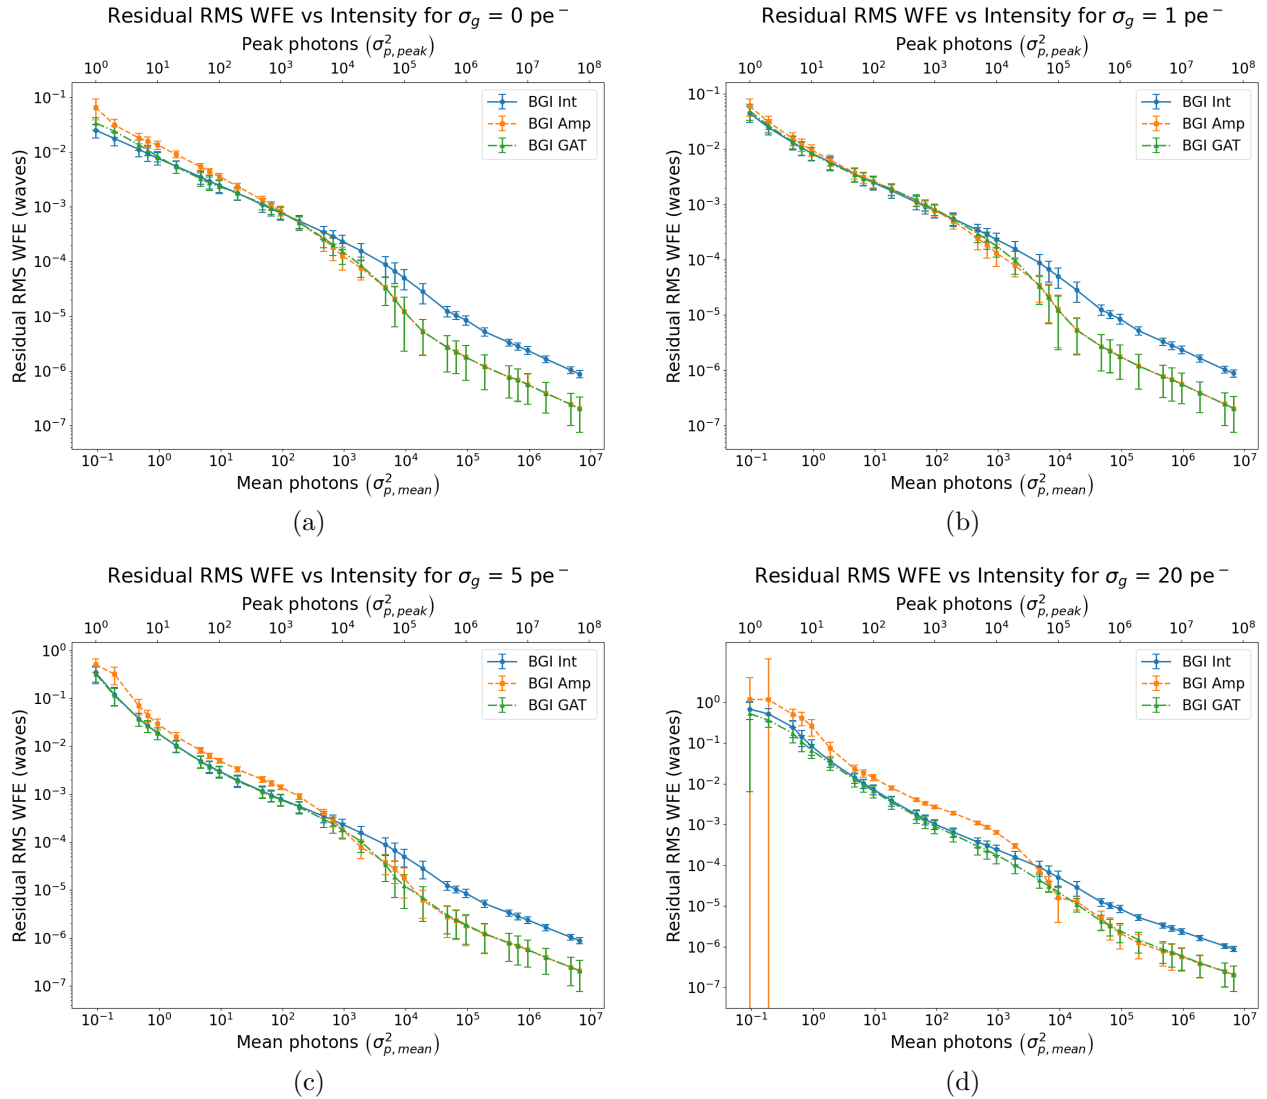 Residual RMS WFE vs Intensity for σ_g = 0 pe⁻
Peak photons (σ²_{p,peak})
10⁰ 10¹ 10² 10³ 10⁴ 10⁵ 10⁶ 10⁷ 10⁸
BGI Int
BGI Amp
BGI GAT
Residual RMS WFE (waves)
10⁻¹
10⁻²
10⁻³
10⁻⁴
10⁻⁵
10⁻⁶
10⁻⁷
10⁻¹ 10⁰ 10¹ 10² 10³ 10⁴ 10⁵ 10⁶ 10⁷
Mean photons (σ²_{p,mean})
(a)
Residual RMS WFE vs Intensity for σ_g = 1 pe⁻
Peak photons (σ²_{p,peak})
10⁰ 10¹ 10² 10³ 10⁴ 10⁵ 10⁶ 10⁷ 10⁸
BGI Int
BGI Amp
BGI GAT
Residual RMS WFE (waves)
10⁻¹
10⁻²
10⁻³
10⁻⁴
10⁻⁵
10⁻⁶
10⁻⁷
10⁻¹ 10⁰ 10¹ 10² 10³ 10⁴ 10⁵ 10⁶ 10⁷
Mean photons (σ²_{p,mean})
(b)
Residual RMS WFE vs Intensity for σ_g = 5 pe⁻
Peak photons (σ²_{p,peak})
10⁰ 10¹ 10² 10³ 10⁴ 10⁵ 10⁶ 10⁷ 10⁸
BGI Int
BGI Amp
BGI GAT
Residual RMS WFE (waves)
10⁰
10⁻¹
10⁻²
10⁻³
10⁻⁴
10⁻⁵
10⁻⁶
10⁻⁷
10⁻¹ 10⁰ 10¹ 10² 10³ 10⁴ 10⁵ 10⁶ 10⁷
Mean photons (σ²_{p,mean})
(c)
Residual RMS WFE vs Intensity for σ_g = 20 pe⁻
Peak photons (σ²_{p,peak})
10⁰ 10¹ 10² 10³ 10⁴ 10⁵ 10⁶ 10⁷ 10⁸
BGI Int
BGI Amp
BGI GAT
Residual RMS WFE (waves)
10⁰
10⁻¹
10⁻²
10⁻³
10⁻⁴
10⁻⁵
10⁻⁶
10⁻⁷
10⁻¹ 10⁰ 10¹ 10² 10³ 10⁴ 10⁵ 10⁶ 10⁷
Mean photons (σ²_{p,mean})
(d)